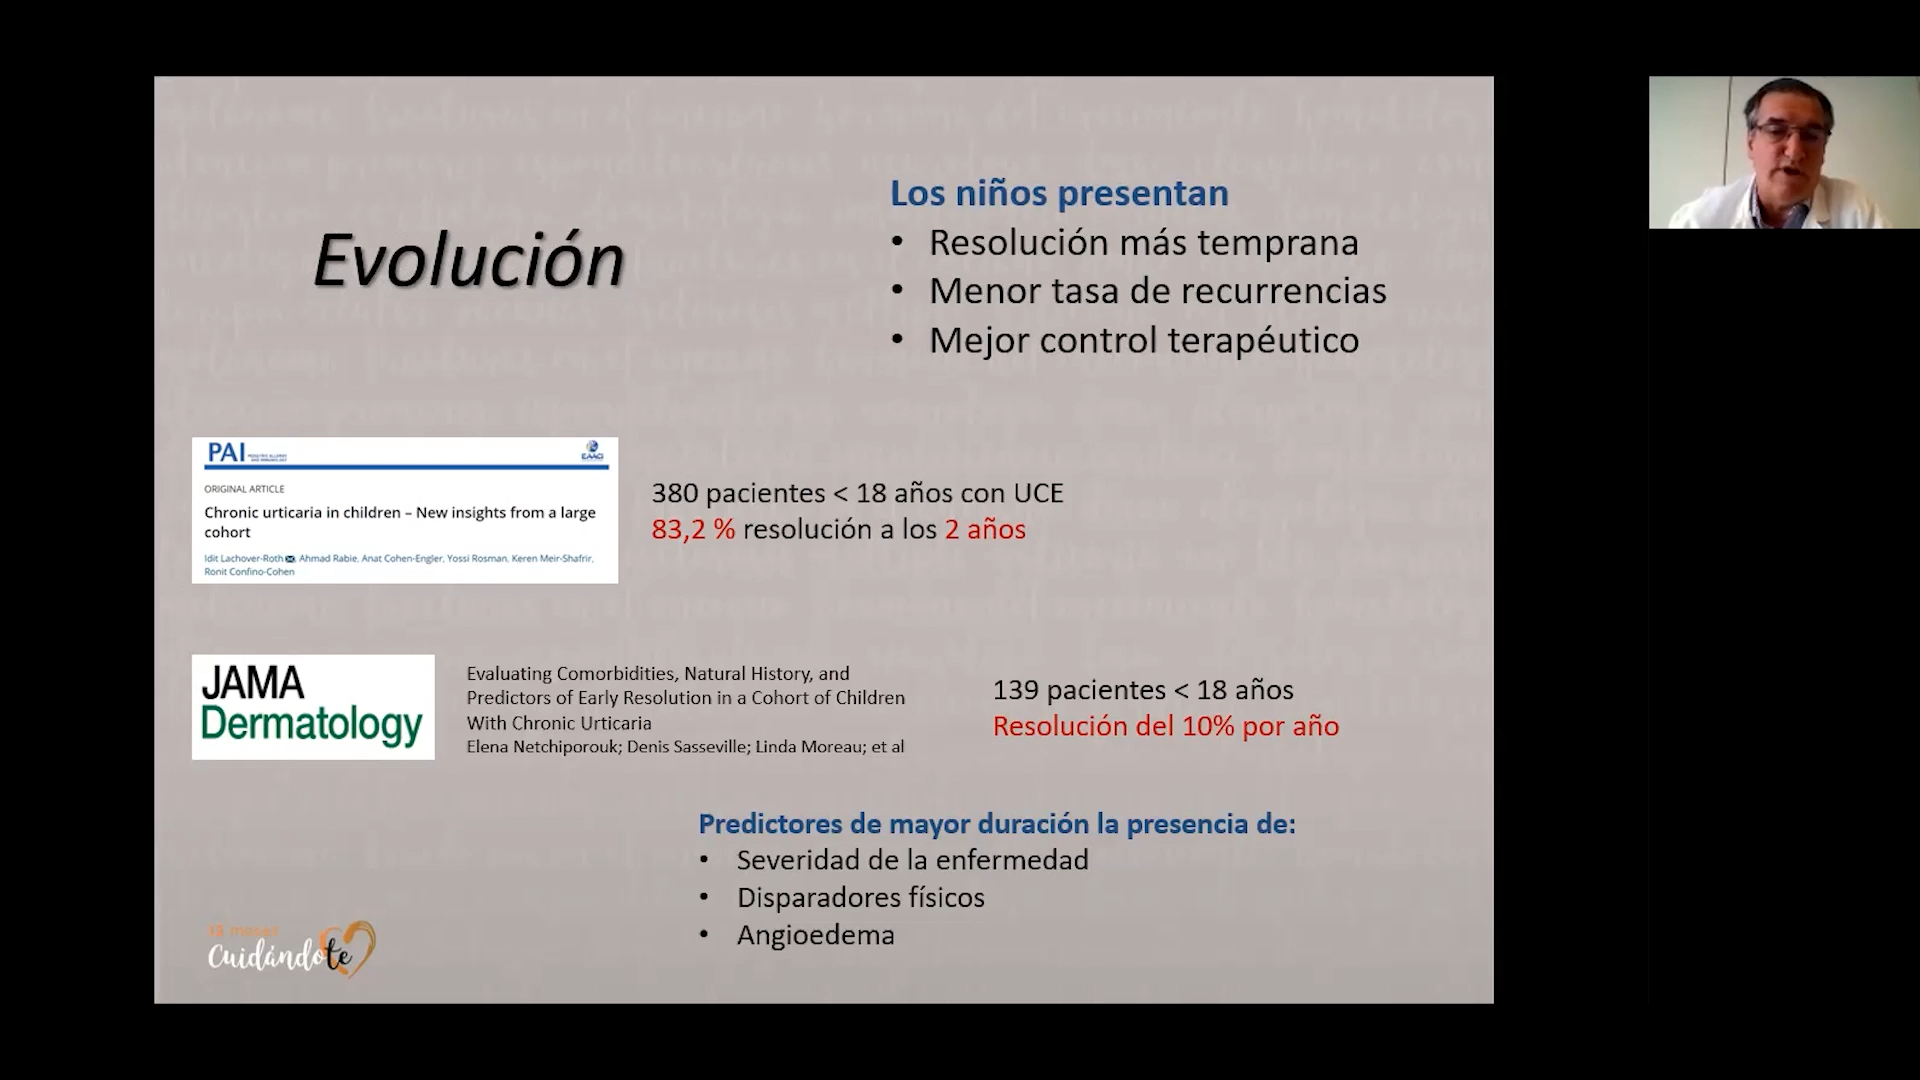 Evolución
Los niños presentan
• Resolución más temprana
• Menor tasa de recurrencias
• Mejor control terapéutico
PAI
EAACI
ORIGINAL ARTICLE
Chronic urticaria in children – New insights from a large
cohort
Idit Lachover-Roth, Ahmad Rabie, Anat Cohen-Engler, Yossi Rosman, Keren Meir-Shafrir,
Ronit Confino-Cohen
380 pacientes < 18 años con UCE
83,2 % resolución a los 2 años
JAMA
Dermatology
Evaluating Comorbidities, Natural History, and
Predictors of Early Resolution in a Cohort of Children
With Chronic Urticaria
Elena Netchiporouk; Denis Sasseville; Linda Moreau; et al
139 pacientes < 18 años
Resolución del 10% por año
Predictores de mayor duración la presencia de:
• Severidad de la enfermedad
• Disparadores físicos
• Angioedema
meses
Cuidándote